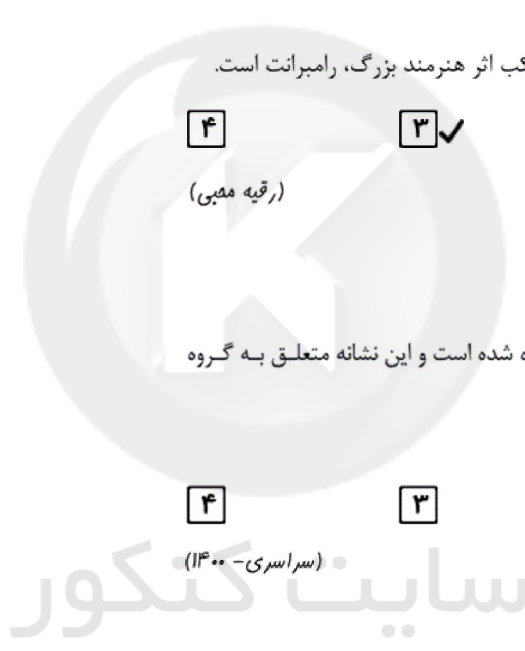 کب اثر هنرمند بزرگ، رامبرانت است.
۳ ۴
(رقیه محبی)
ه شده است و این نشانه متعلق به گروه
۳ ۴
(سراسری - ۱۴۰۰)
سایت کنکور